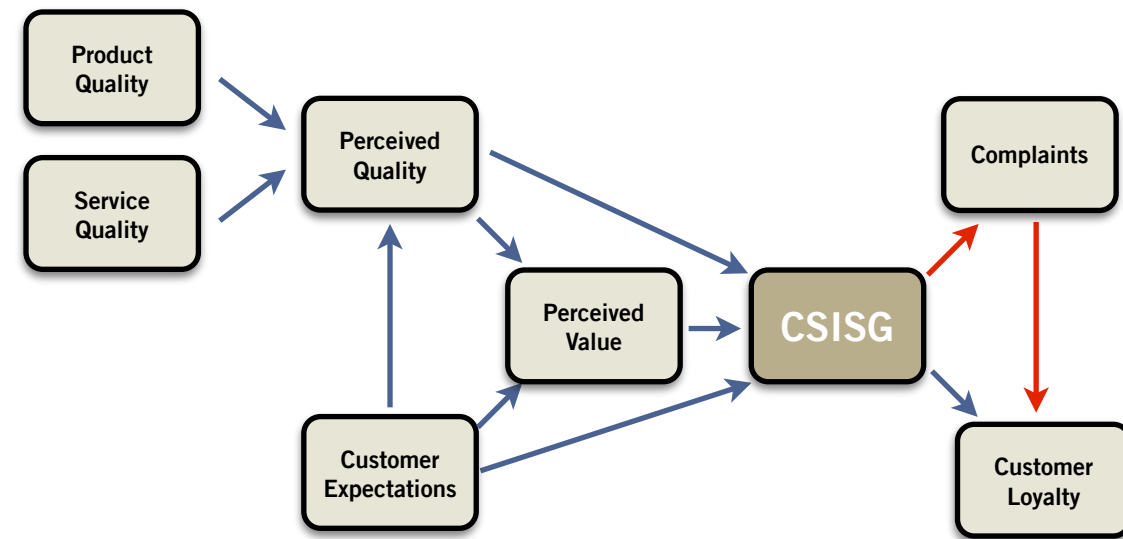 Product
Quality
Service
Quality
Perceived
Quality
Perceived
Value
Customer
Expectations
CSISG
Complaints
Customer
Loyalty